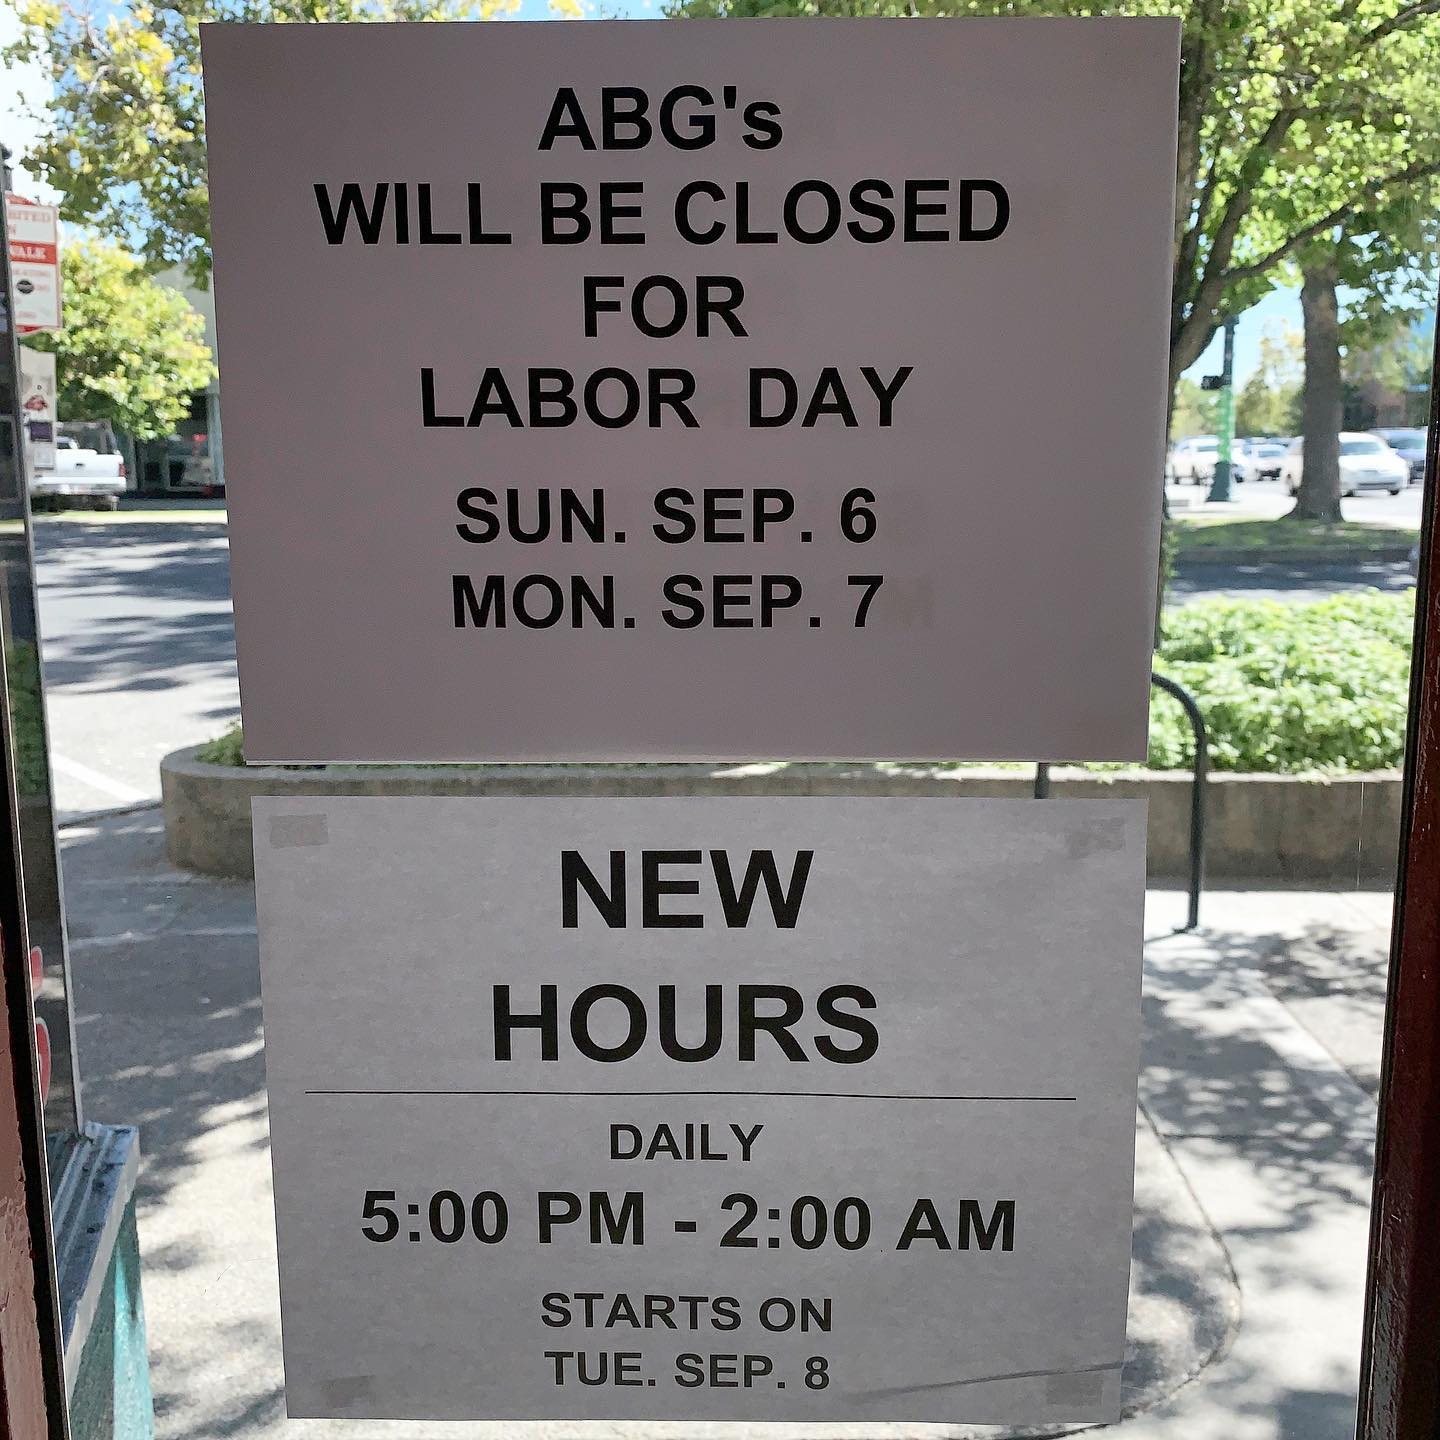 ABG's
WILL BE CLOSED
FOR
LABOR DAY
SUN. SEP. 6
MON. SEP. 7
NEW
HOURS
DAILY
5:00 PM - 2:00 AM
STARTS ON
TUE. SEP. 8